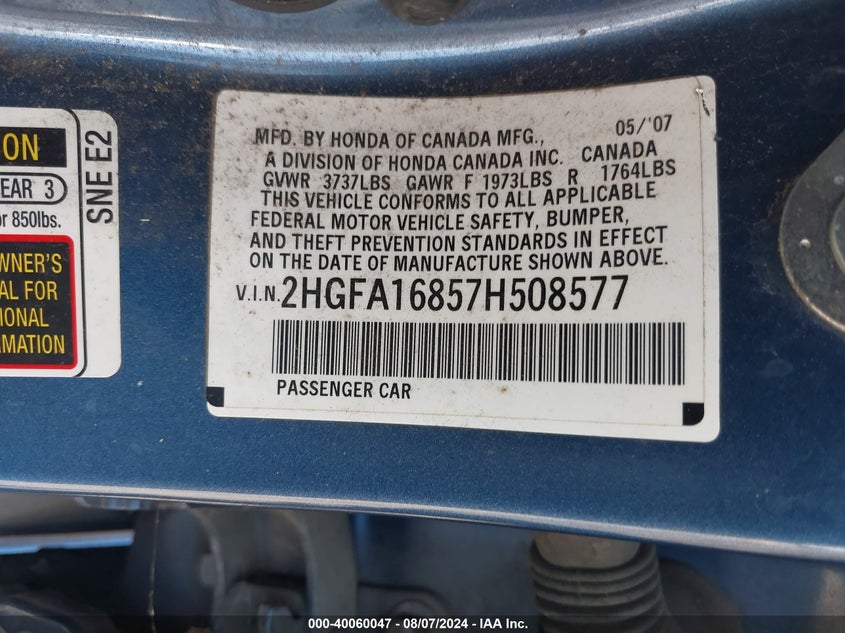 ON
EAR 3
or 850lbs.
WNER'S
AL FOR
IONAL
RMATION
SNE E2
MFD. BY HONDA OF CANADA MFG., 05/'07
A DIVISION OF HONDA CANADA INC. CANADA
GVWR 3737LBS GAWR F 1973LBS R 1764LBS
THIS VEHICLE CONFORMS TO ALL APPLICABLE
FEDERAL MOTOR VEHICLE SAFETY, BUMPER,
AND THEFT PREVENTION STANDARDS IN EFFECT
ON THE DATE OF MANUFACTURE SHOWN ABOVE.
V.I.N. 2HGFA16857H508577
PASSENGER CAR
000-40060047 - 08/07/2024 - IAA Inc.